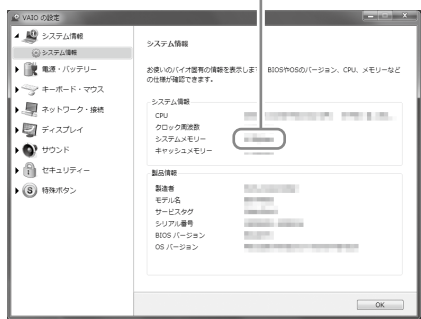 VAIO の設定
システム情報
システム情報
電源・バッテリー
キーボード・マウス
ネットワーク・接続
ディスプレイ
サウンド
セキュリティー
特殊ボタン
システム情報
お使いのバイオ固有の情報を表示しま BIOSやOSのバージョン、CPU、メモリーなど
の仕様が確認できます。
システム情報
CPU
クロック周波数
システムメモリー
キャッシュメモリー
製品情報
製造者
モデル名
サービスタグ
シリアル番号
BIOS バージョン
OS バージョン
OK